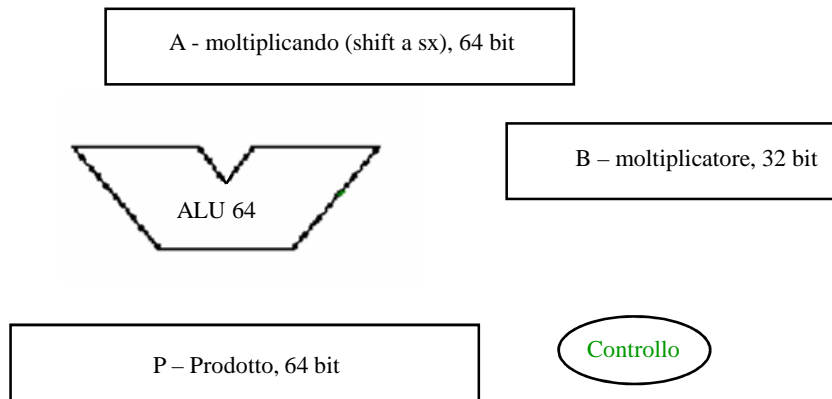 A - moltiplicando (shift a sx), 64 bit
B – moltiplicatore, 32 bit
ALU 64
P – Prodotto, 64 bit
Controllo